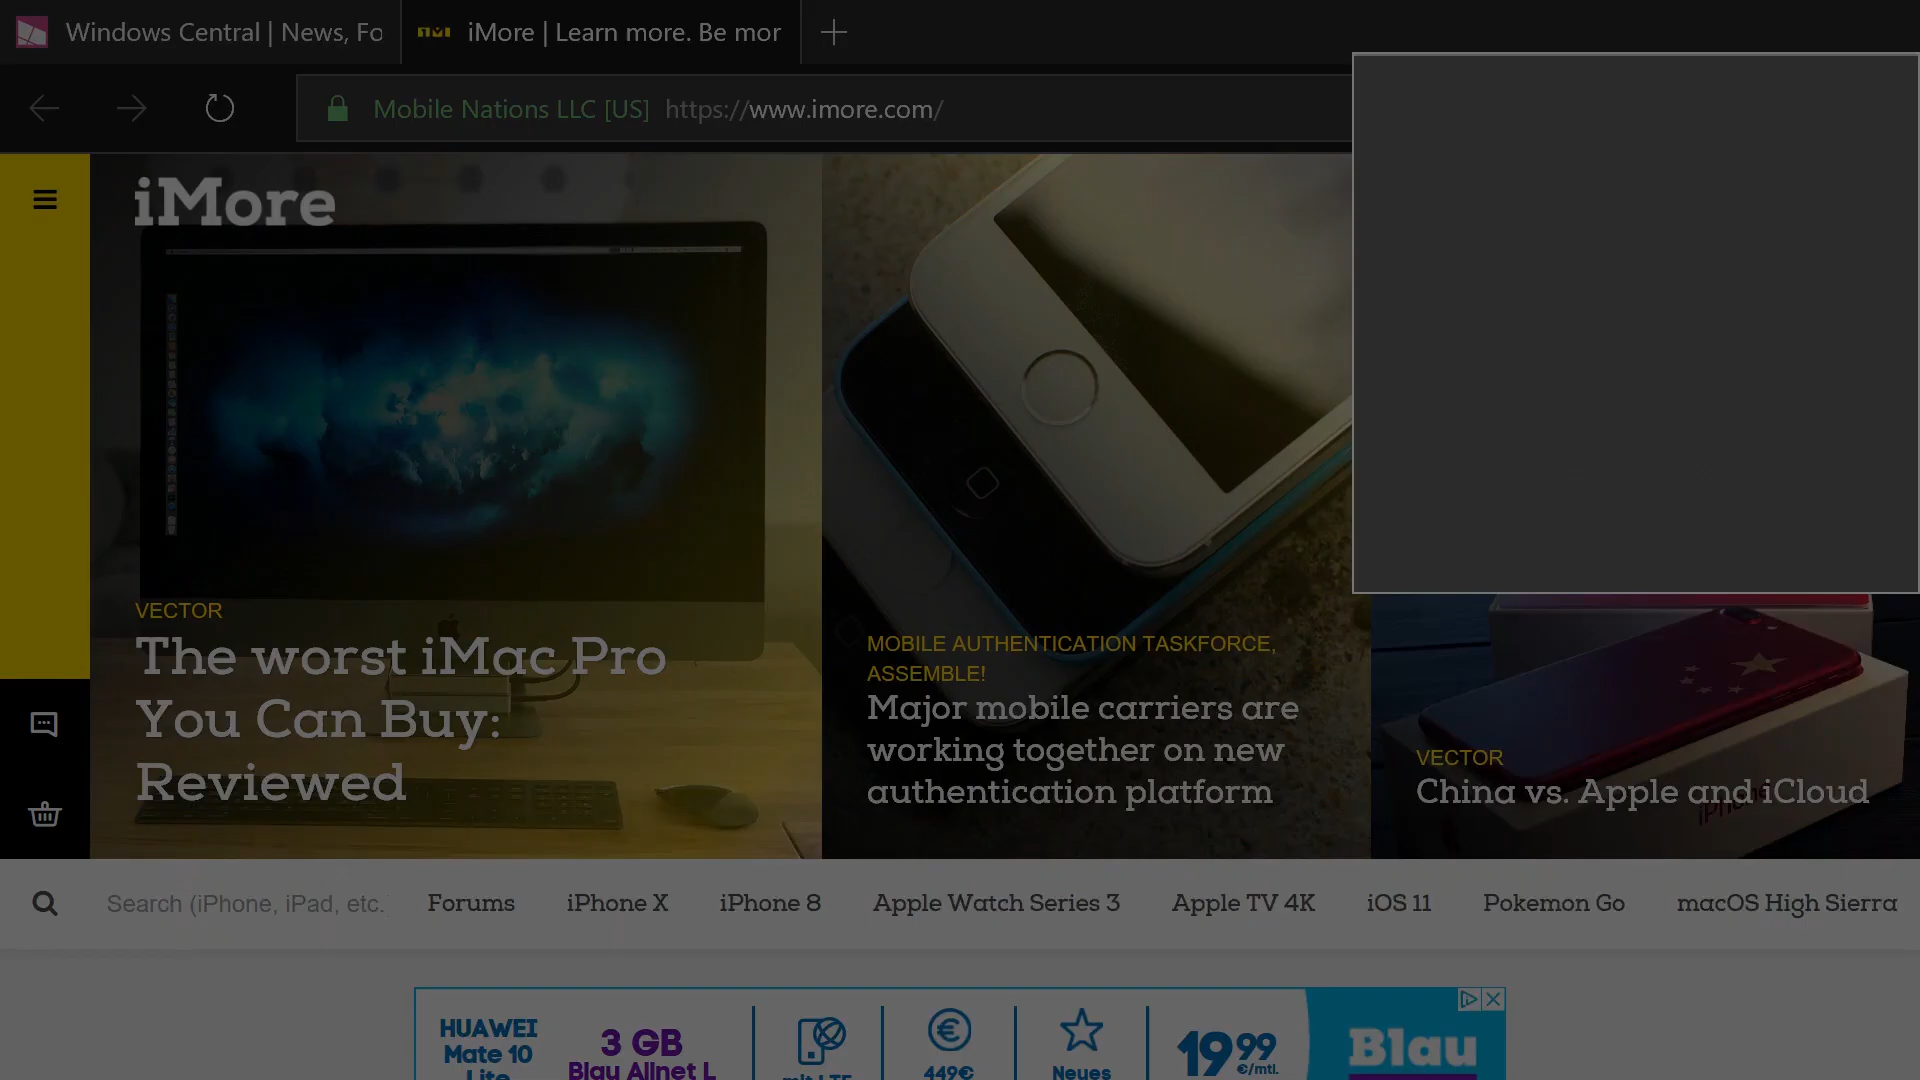 Windows Central | News, Fo
iMore | Learn more. Be mor
Mobile Nations LLC [US] https://www.imore.com/
iMore
VECTOR
The worst iMac Pro
You Can Buy:
Reviewed
MOBILE AUTHENTICATION TASKFORCE,
ASSEMBLE!
Major mobile carriers are
working together on new
authentication platform
VECTOR
China vs. Apple and iCloud
iPhone
Search (iPhone, iPad, etc.
Forums
iPhone X
iPhone 8
Apple Watch Series 3
Apple TV 4K
iOS 11
Pokemon Go
macOS High Sierra
HUAWEI
Mate 10
Lite
3 GB
Blau Allnet L
mit LTE
449€
Neues
19 99
€/mtl.
Blau